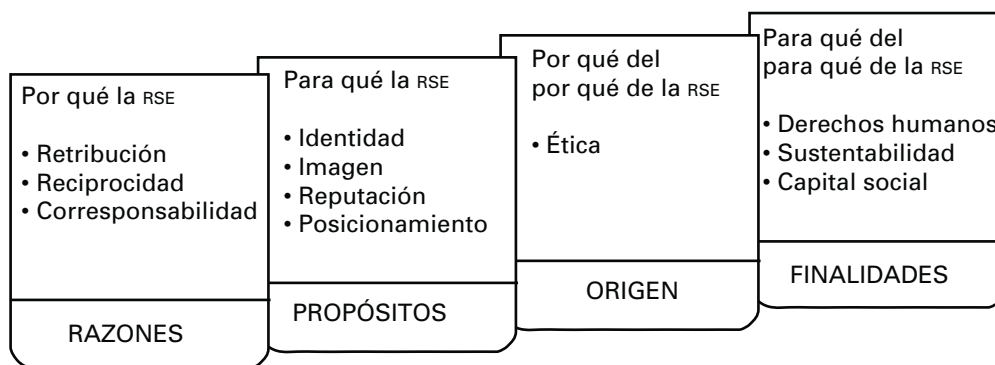 Por qué la RSE
• Retribución
• Reciprocidad
• Corresponsabilidad
RAZONES
Para qué la RSE
• Identidad
• Imagen
• Reputación
• Posicionamiento
PROPÓSITOS
Por qué del
por qué de la RSE
• Ética
ORIGEN
Para qué del
para qué de la RSE
• Derechos humanos
• Sustentabilidad
• Capital social
FINALIDADES